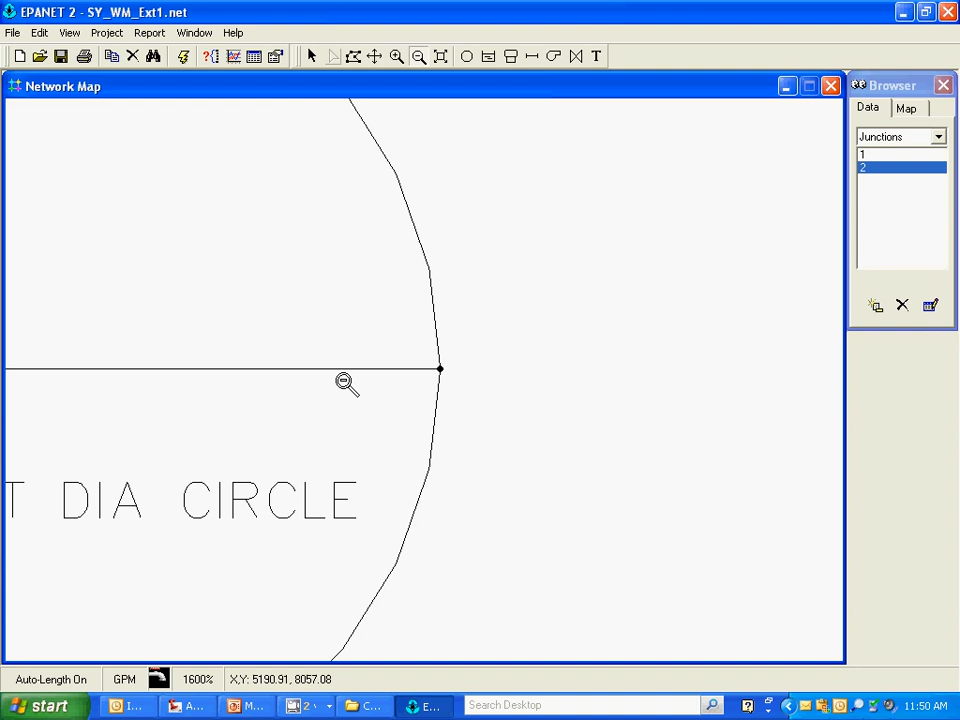 EPANET 2 - SY_WM_Ext1.net
File Edit View Project Report Window Help
T
Network Map
Browser
Data Map
Junctions
1
2
T DIA CIRCLE
Auto-Length On GPM 1600% X,Y: 5190.91, 8057.08
start I... A... M... 2 C... E... Search Desktop 11:50 AM